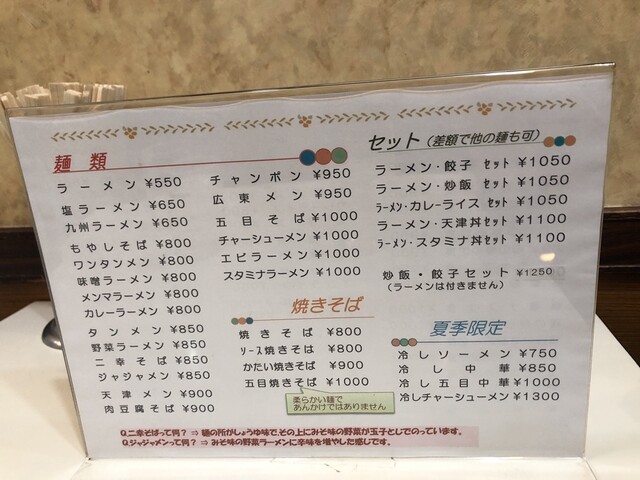 麺類
ラーメン ¥550
塩ラーメン ¥650
九州ラーメン ¥650
もやしそば ¥800
ワンタンメン ¥800
味噌ラーメン ¥800
メンマラーメン ¥800
カレーラーメン ¥800
タンメン ¥850
野菜ラーメン ¥850
二幸そば ¥850
ジャジャメン ¥850
天津メン ¥900
肉豆腐そば ¥900
チャンポン ¥950
広東メン ¥950
五目そば ¥1000
チャーシューメン ¥1000
エビラーメン ¥1000
スタミナラーメン ¥1000
焼きそば
焼きそば ¥800
ソース焼きそば ¥800
かたい焼きそば ¥900
五目焼きそば ¥1000
柔らかい麺で
あんかけではありません
セット (差額で他の麺も可)
ラーメン・餃子 セット ¥1050
ラーメン・炒飯 セット ¥1050
ラーメン・カレーライス セット ¥1050
ラーメン・天津丼セット ¥1100
ラーメン・スタミナ丼セット ¥1100
炒飯・餃子セット ¥1250
(ラーメンは付きません)
夏季限定
冷しソーメン ¥750
冷し中華 ¥850
冷し五目中華 ¥1000
冷しチャーシューメン ¥1300
Q.二幸そばって何? ⇒ 麺の所がしょうゆ味で、その上にみそ味の野菜が玉子としでのっています。
Q.ジャジャメンって何? ⇒ みそ味の野菜ラーメンに辛味を増やした感じです。